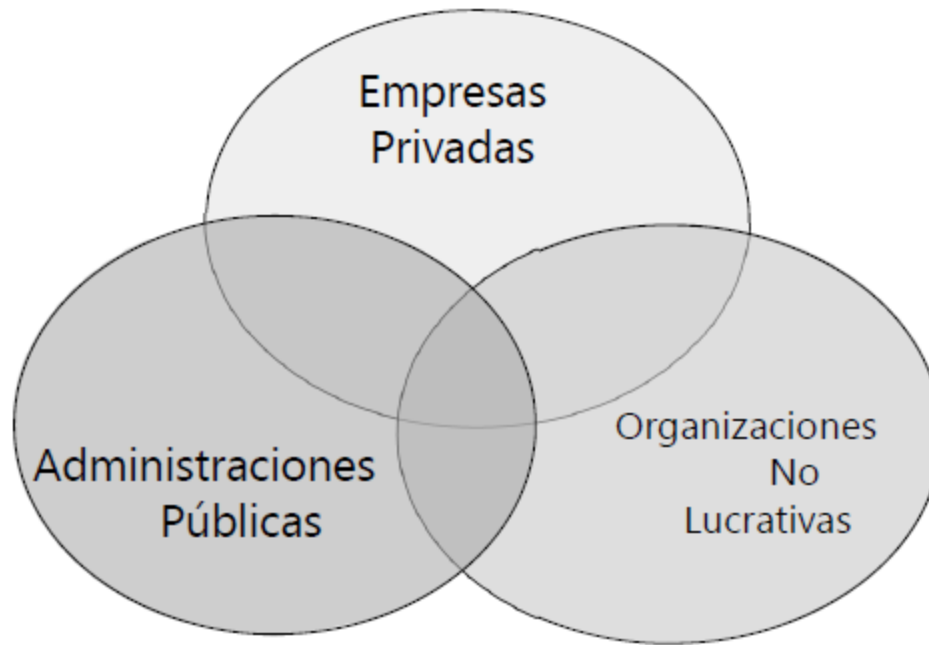 Empresas
Privadas
Administraciones
Públicas
Organizaciones
No
Lucrativas